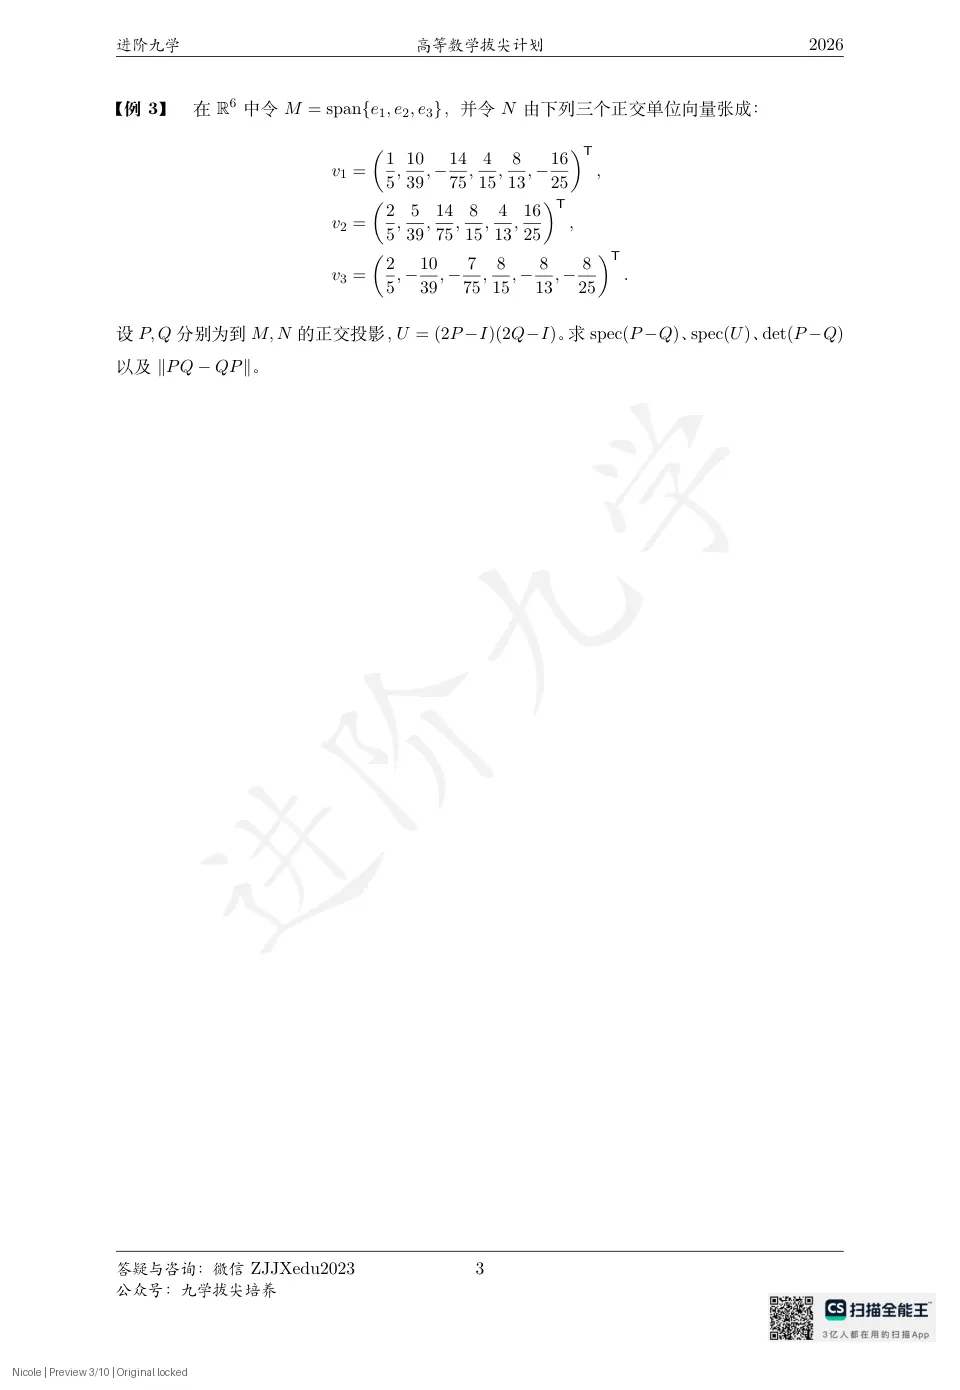 进阶九学 高等数学拔尖计划 2026
【例 3】 在 ℝ⁶ 中令 M = span{e₁, e₂, e₃}，并令 N 由下列三个正交单位向量张成：
v₁ = (1/5, 10/39, −14/75, 4/15, 8/13, −16/25)ᵀ,
v₂ = (2/5, 5/39, 14/75, 8/15, 4/13, 16/25)ᵀ,
v₃ = (2/5, −10/39, −7/75, 8/15, −8/13, −8/25)ᵀ.
设 P, Q 分别为到 M, N 的正交投影, U = (2P−I)(2Q−I)。求 spec(P−Q)、spec(U)、det(P−Q)
以及 ‖PQ − QP‖。
进阶九学
答疑与咨询：微信 ZJJXedu2023 3
公众号：九学拔尖培养
CS 扫描全能王™
3亿人都在用的扫描App
Nicole | Preview 3/10 | Original locked